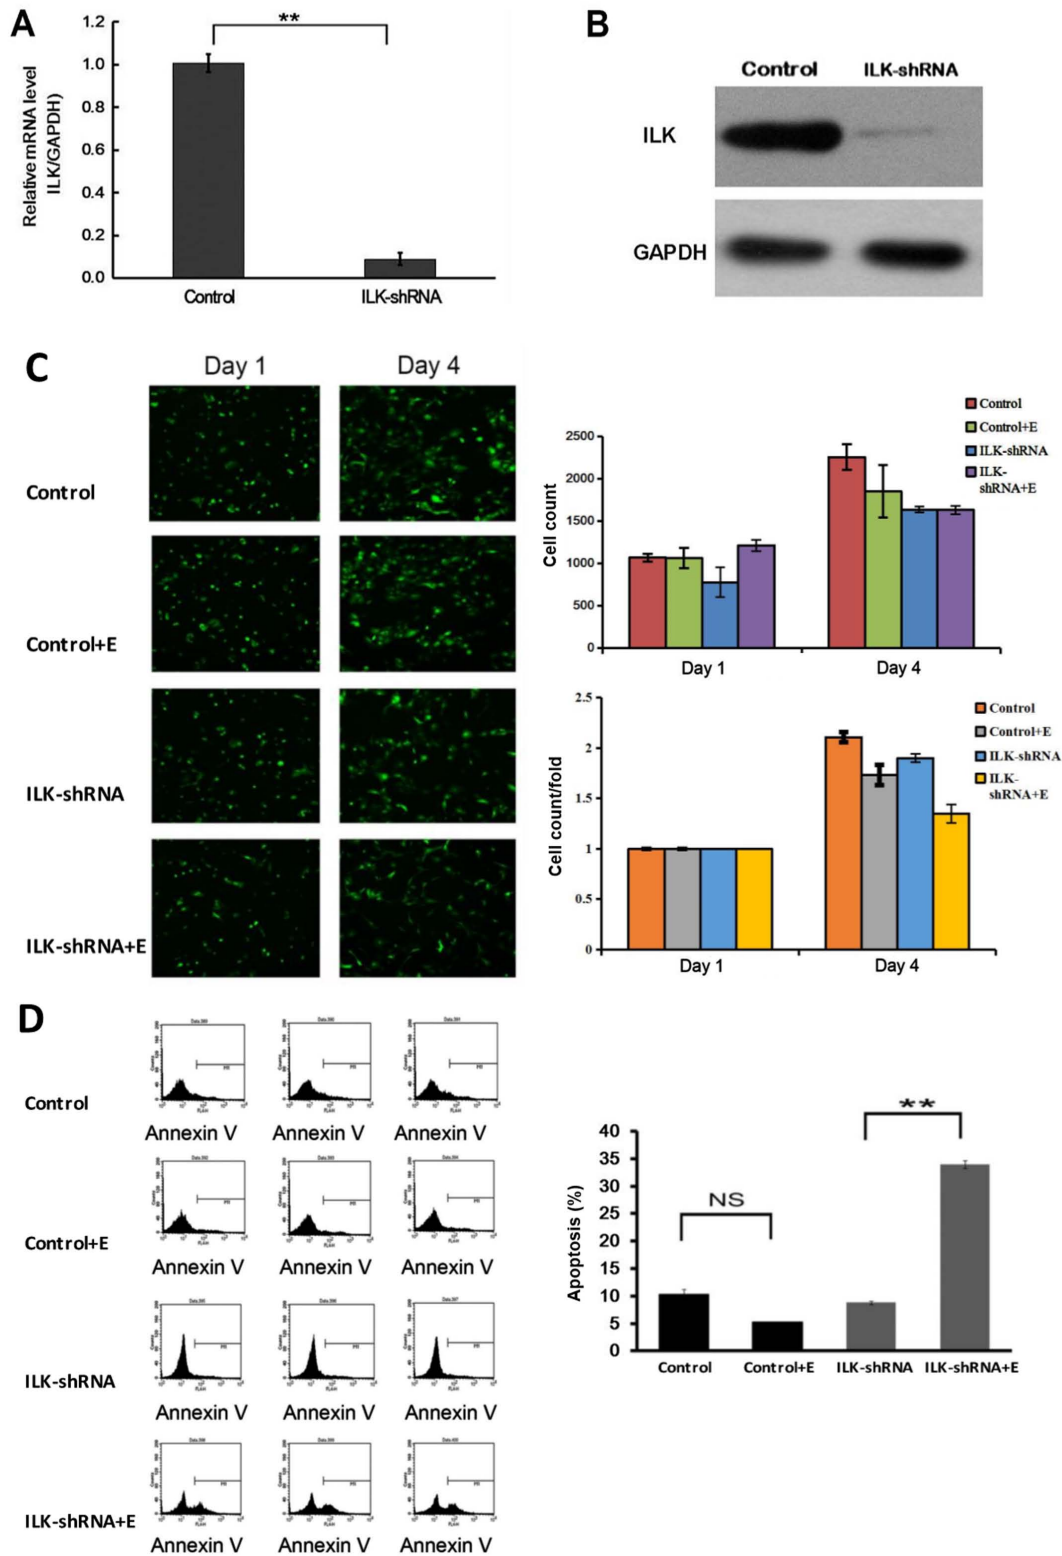 A
Relative mRNA level
ILK/GAPDH)
1.2
1.0
0.8
0.6
0.4
0.2
0.0
**
Control
ILK-shRNA
B
Control
ILK-shRNA
ILK
GAPDH
C
Day 1
Day 4
Control
Control+E
ILK-shRNA
ILK-shRNA+E
Cell count
2500
2000
1500
1000
500
0
Day 1
Day 4
Control
Control+E
ILK-shRNA
ILK-
shRNA+E
Cell count/fold
2.5
2
1.5
1
0.5
0
Day 1
Day 4
Control
Control+E
ILK-shRNA
ILK-
shRNA+E
D
Control
Annexin V
Annexin V
Annexin V
Control+E
Annexin V
Annexin V
Annexin V
ILK-shRNA
Annexin V
Annexin V
Annexin V
ILK-shRNA+E
Annexin V
Annexin V
Annexin V
Apoptosis (%)
40
35
30
25
20
15
10
5
0
NS
**
Control
Control+E
ILK-shRNA
ILK-shRNA+E